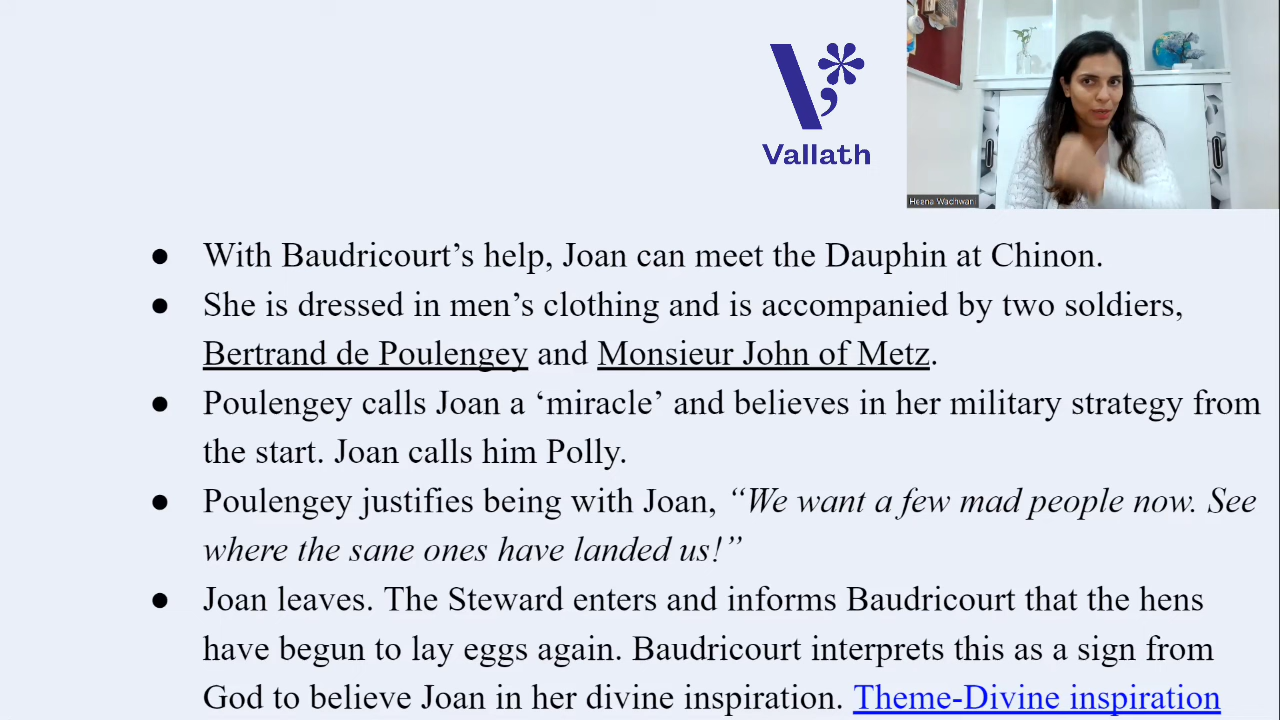 Vallath
Heena Wadhwani
● With Baudricourt’s help, Joan can meet the Dauphin at Chinon.
● She is dressed in men’s clothing and is accompanied by two soldiers,
Bertrand de Poulengey and Monsieur John of Metz.
● Poulengey calls Joan a ‘miracle’ and believes in her military strategy from
the start. Joan calls him Polly.
● Poulengey justifies being with Joan, “We want a few mad people now. See
where the sane ones have landed us!”
● Joan leaves. The Steward enters and informs Baudricourt that the hens
have begun to lay eggs again. Baudricourt interprets this as a sign from
God to believe Joan in her divine inspiration. Theme-Divine inspiration